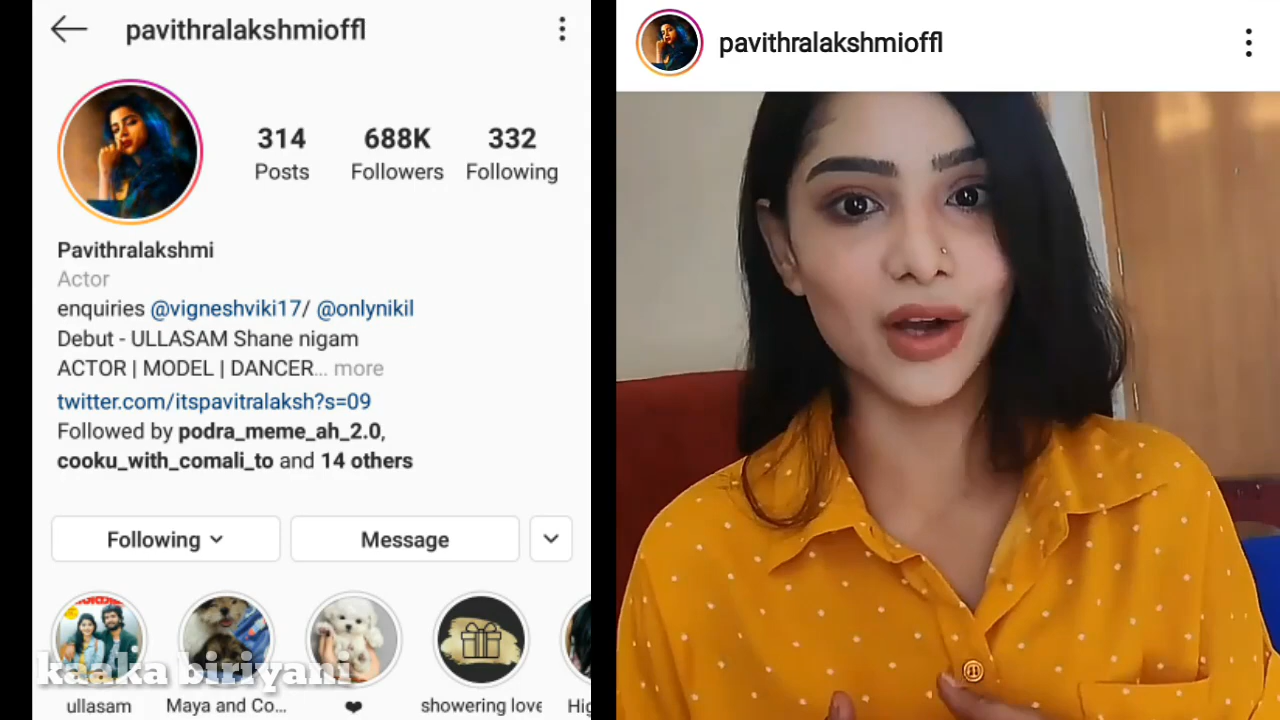 pavithralakshmioffl
314
688K
332
Posts
Followers
Following
Pavithralakshmi
Actor
enquiries @vigneshviki17/ @onlynikil
Debut - ULLASAM Shane nigam
ACTOR | MODEL | DANCER... more
twitter.com/itspavitralaksh?s=09
Followed by podra_meme_ah_2.0,
cooku_with_comali_to and 14 others
Following
Message
kaaka biriyani
ullasam
Maya and Co...
showering love
Hig
pavithralakshmioffl